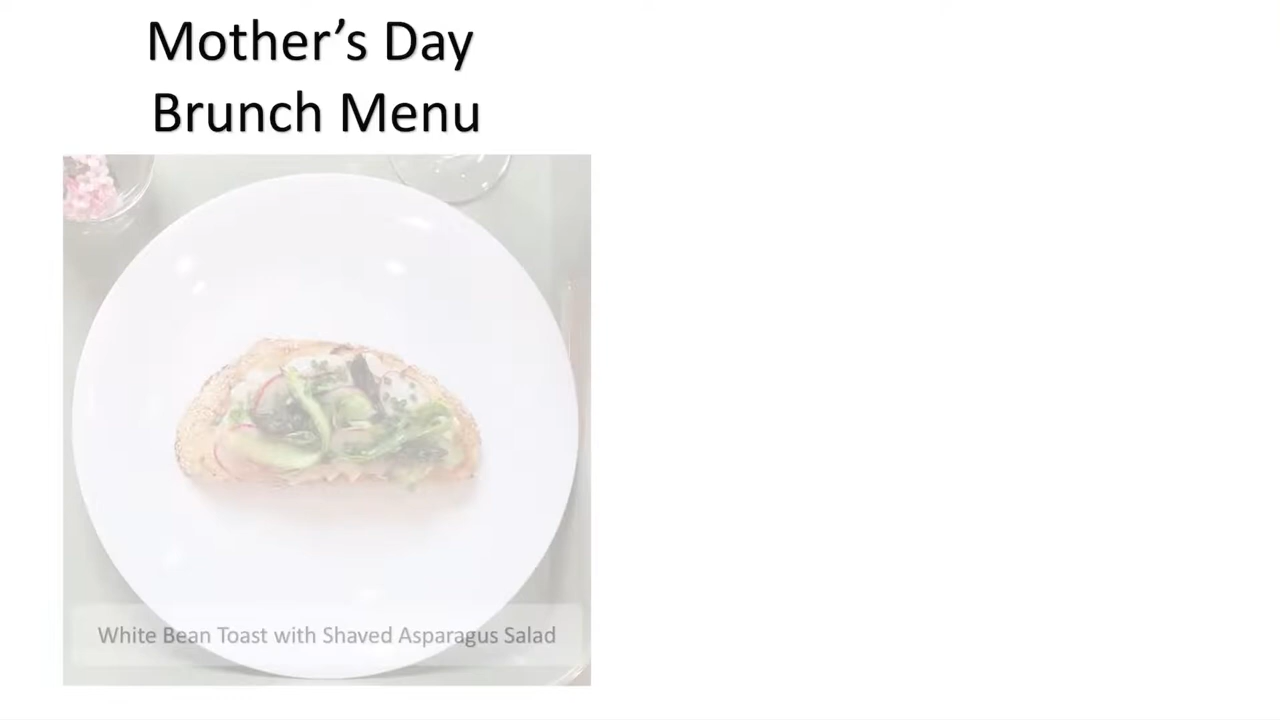 Mother’s Day
Brunch Menu
White Bean Toast with Shaved Asparagus Salad